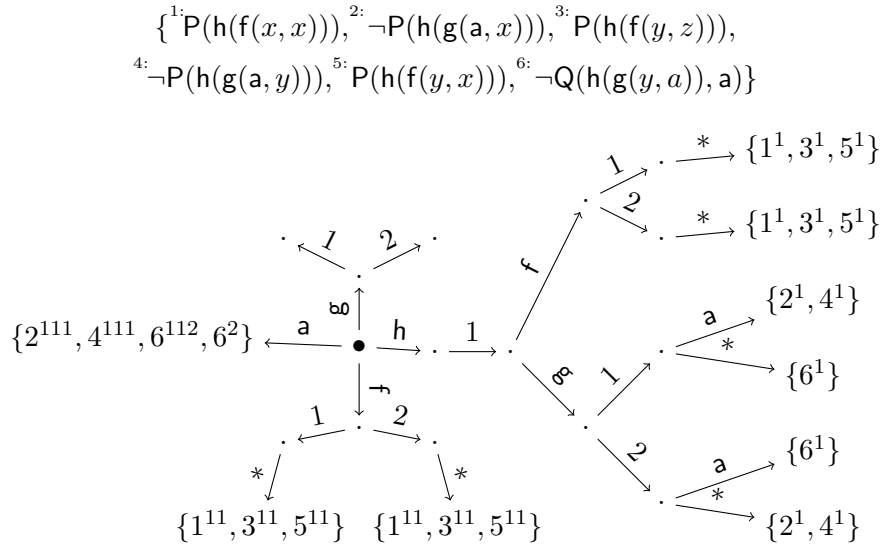 {¹:P(h(f(x, x))),²:¬P(h(g(a, x))),³:P(h(f(y, z))),
⁴:¬P(h(g(a, y))),⁵:P(h(f(y, x))),⁶:¬Q(h(g(y, a)), a)}
1 * {1¹, 3¹, 5¹}
2 * {1¹, 3¹, 5¹}
f
1 2
g
{2¹¹¹, 4¹¹¹, 6¹¹², 6²} a h 1
g 1 a {2¹, 4¹}
* {6¹}
f
1 2
2 a {6¹}
* {2¹, 4¹}
* *
{1¹¹, 3¹¹, 5¹¹} {1¹¹, 3¹¹, 5¹¹}